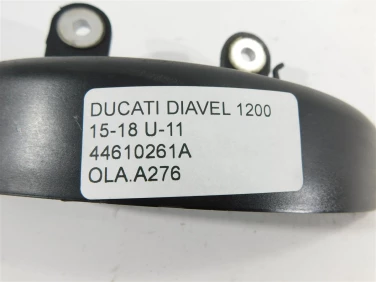 DUCATI DIAVEL 1200
15-18 U-11
44610261A
OLA.A276